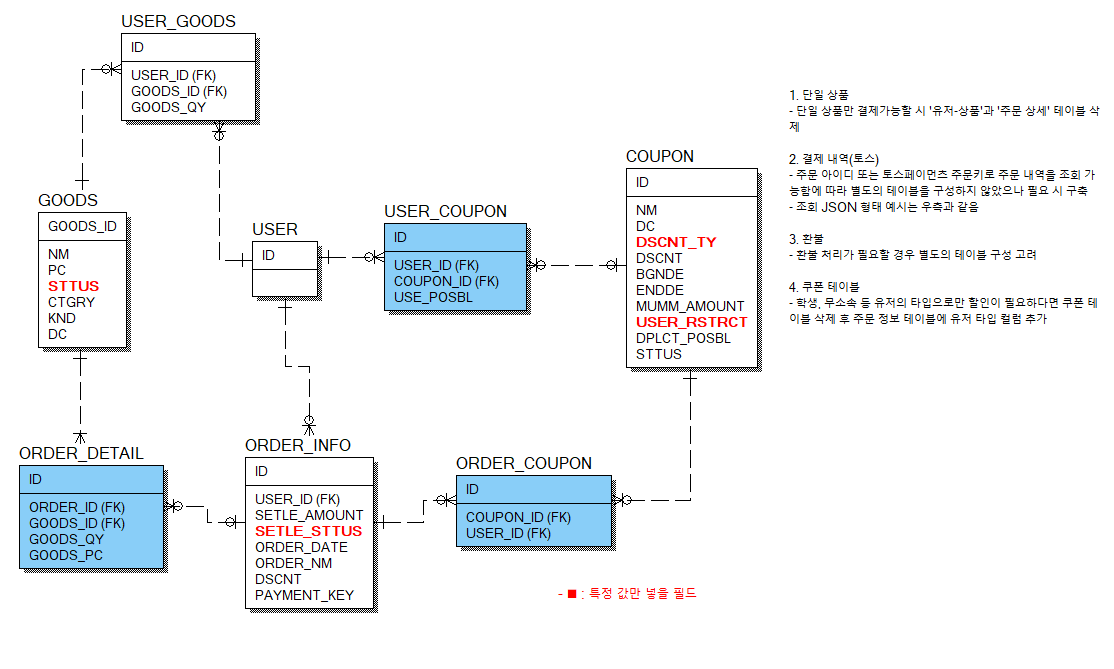 USER_GOODS
ID
USER_ID (FK)
GOODS_ID (FK)
GOODS_QY
GOODS
GOODS_ID
NM
PC
STTUS
CTGRY
KND
DC
USER
ID
USER_COUPON
ID
USER_ID (FK)
COUPON_ID (FK)
USE_POSBL
COUPON
ID
NM
DC
DSCNT_TY
DSCNT
BGNDE
ENDDE
MUMM_AMOUNT
USER_RSTRCT
DPLCT_POSBL
STTUS
ORDER_DETAIL
ID
ORDER_ID (FK)
GOODS_ID (FK)
GOODS_QY
GOODS_PC
ORDER_INFO
ID
USER_ID (FK)
SETLE_AMOUNT
SETLE_STTUS
ORDER_DATE
ORDER_NM
DSCNT
PAYMENT_KEY
ORDER_COUPON
ID
COUPON_ID (FK)
USER_ID (FK)
1. 단일 상품
- 단일 상품만 결제가능할 시 '유저-상품'과 '주문 상세' 테이블 삭
제
2. 결제 내역(토스)
- 주문 아이디 또는 토스페이먼츠 주문키로 주문 내역을 조회 가
능함에 따라 별도의 테이블을 구성하지 않았으나 필요 시 구축
- 조회 JSON 형태 예시는 우측과 같음
3. 환불
- 환불 처리가 필요할 경우 별도의 테이블 구성 고려
4. 쿠폰 테이블
- 학생, 무소속 등 유저의 타입으로만 할인이 필요하다면 쿠폰 테
이블 삭제 후 주문 정보 테이블에 유저 타입 컬럼 추가
- ■ : 특정 값만 넣을 필드